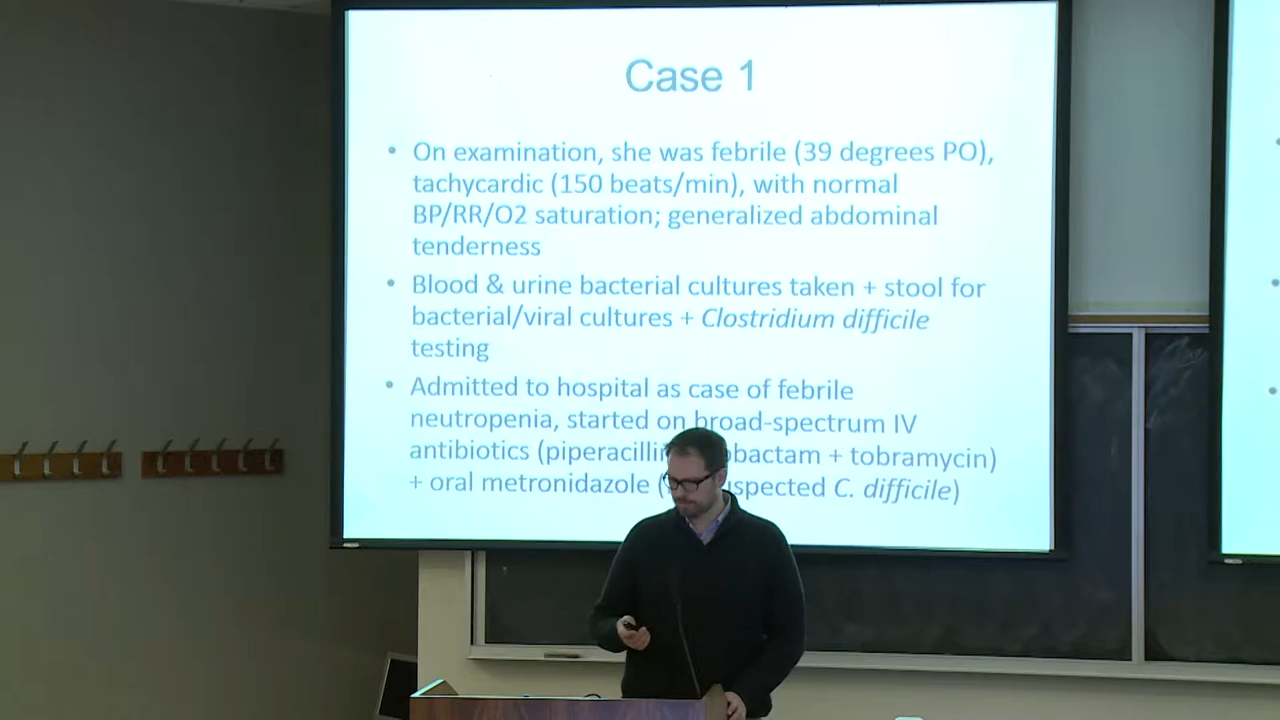 Case 1
• On examination, she was febrile (39 degrees PO),
tachycardic (150 beats/min), with normal
BP/RR/O2 saturation; generalized abdominal
tenderness
• Blood & urine bacterial cultures taken + stool for
bacterial/viral cultures + Clostridium difficile
testing
• Admitted to hospital as case of febrile
neutropenia, started on broad-spectrum IV
antibiotics (piperacillin bactam + tobramycin)
+ oral metronidazole ( suspected C. difficile)